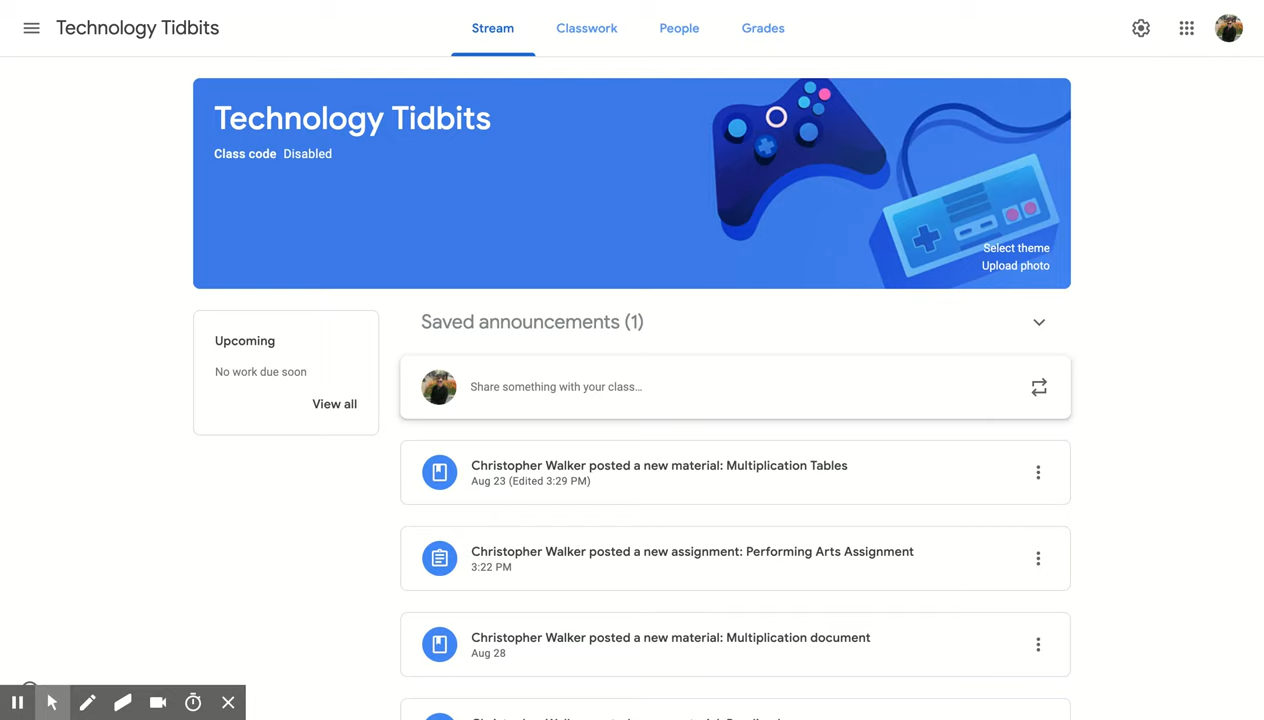 Technology Tidbits
Stream
Classwork
People
Grades
Technology Tidbits
Class code Disabled
Select theme
Upload photo
Upcoming
No work due soon
View all
Saved announcements (1)
Share something with your class...
Christopher Walker posted a new material: Multiplication Tables
Aug 23 (Edited 3:29 PM)
Christopher Walker posted a new assignment: Performing Arts Assignment
3:22 PM
Christopher Walker posted a new material: Multiplication document
Aug 28